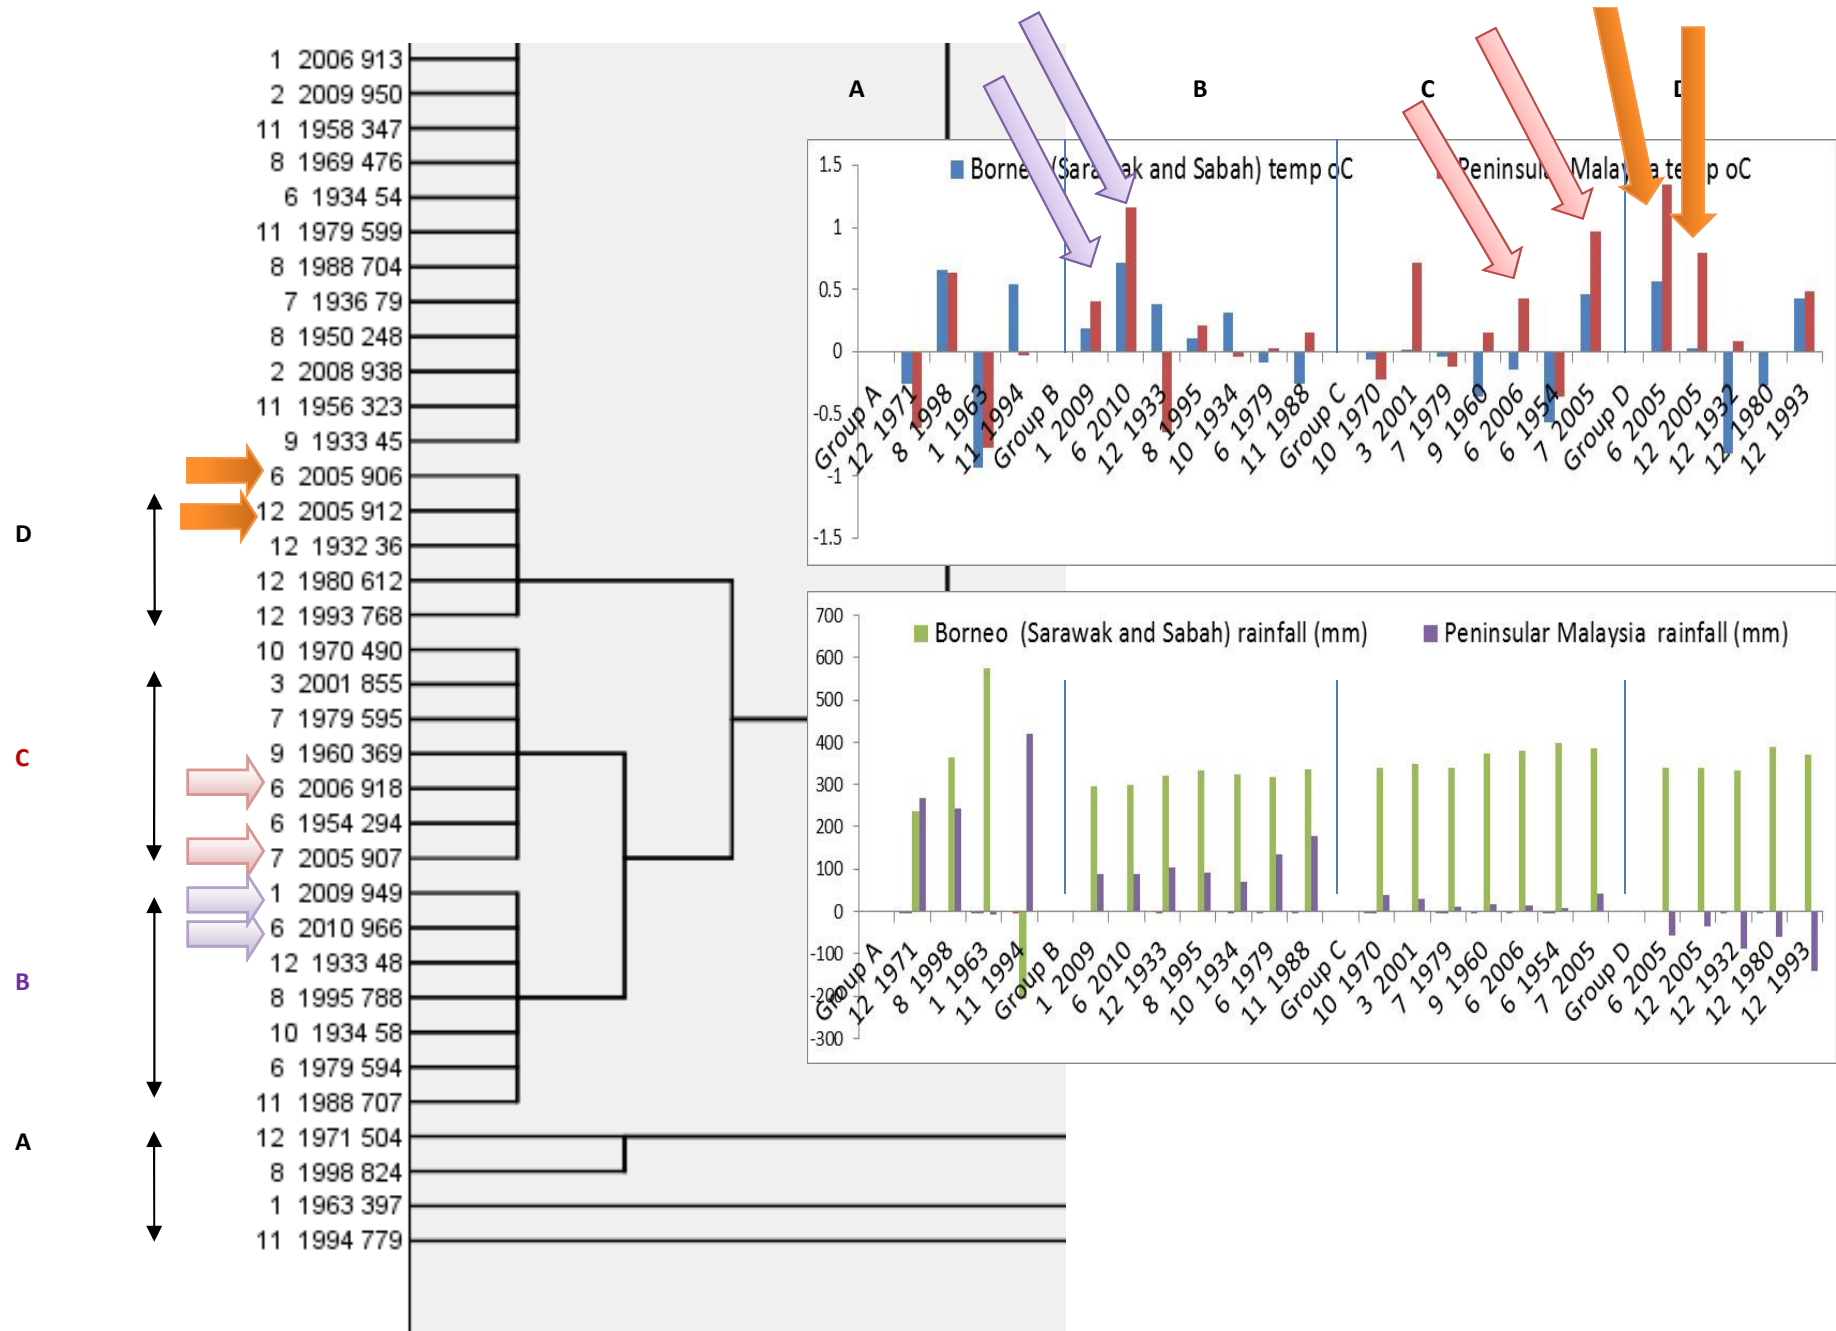 1 2006 913
2 2009 950
11 1958 347
8 1969 476
6 1934 54
11 1979 599
8 1988 704
7 1936 79
8 1950 248
2 2008 938
11 1956 323
9 1933 45
6 2005 906
12 2005 912
12 1932 36
12 1980 612
12 1993 768
10 1970 490
3 2001 855
7 1979 595
9 1960 369
6 2006 918
6 1954 294
7 2005 907
1 2009 949
6 2010 966
12 1933 48
8 1995 788
10 1934 58
6 1979 594
11 1988 707
12 1971 504
8 1998 824
1 1963 397
11 1994 779
D
C
B
A
A B C D
Borneo (Sarawak and Sabah) temp oC
Peninsular Malaysia temp oC
1.5
1
0.5
0
-0.5
-1
-1.5
Group A
12 1971
8 1998
1 1963
11 1994
Group B
1 2009
6 2010
12 1933
8 1995
10 1934
6 1979
11 1988
Group C
10 1970
3 2001
7 1979
9 1960
6 2006
6 1954
7 2005
Group D
6 2005
12 2005
12 1932
12 1980
12 1993
Borneo (Sarawak and Sabah) rainfall (mm)
Peninsular Malaysia rainfall (mm)
700
600
500
400
300
200
100
0
-100
-200
-300
Group A
12 1971
8 1998
1 1963
11 1994
Group B
1 2009
6 2010
12 1933
8 1995
10 1934
6 1979
11 1988
Group C
10 1970
3 2001
7 1979
9 1960
6 2006
6 1954
7 2005
Group D
6 2005
12 2005
12 1932
12 1980
12 1993